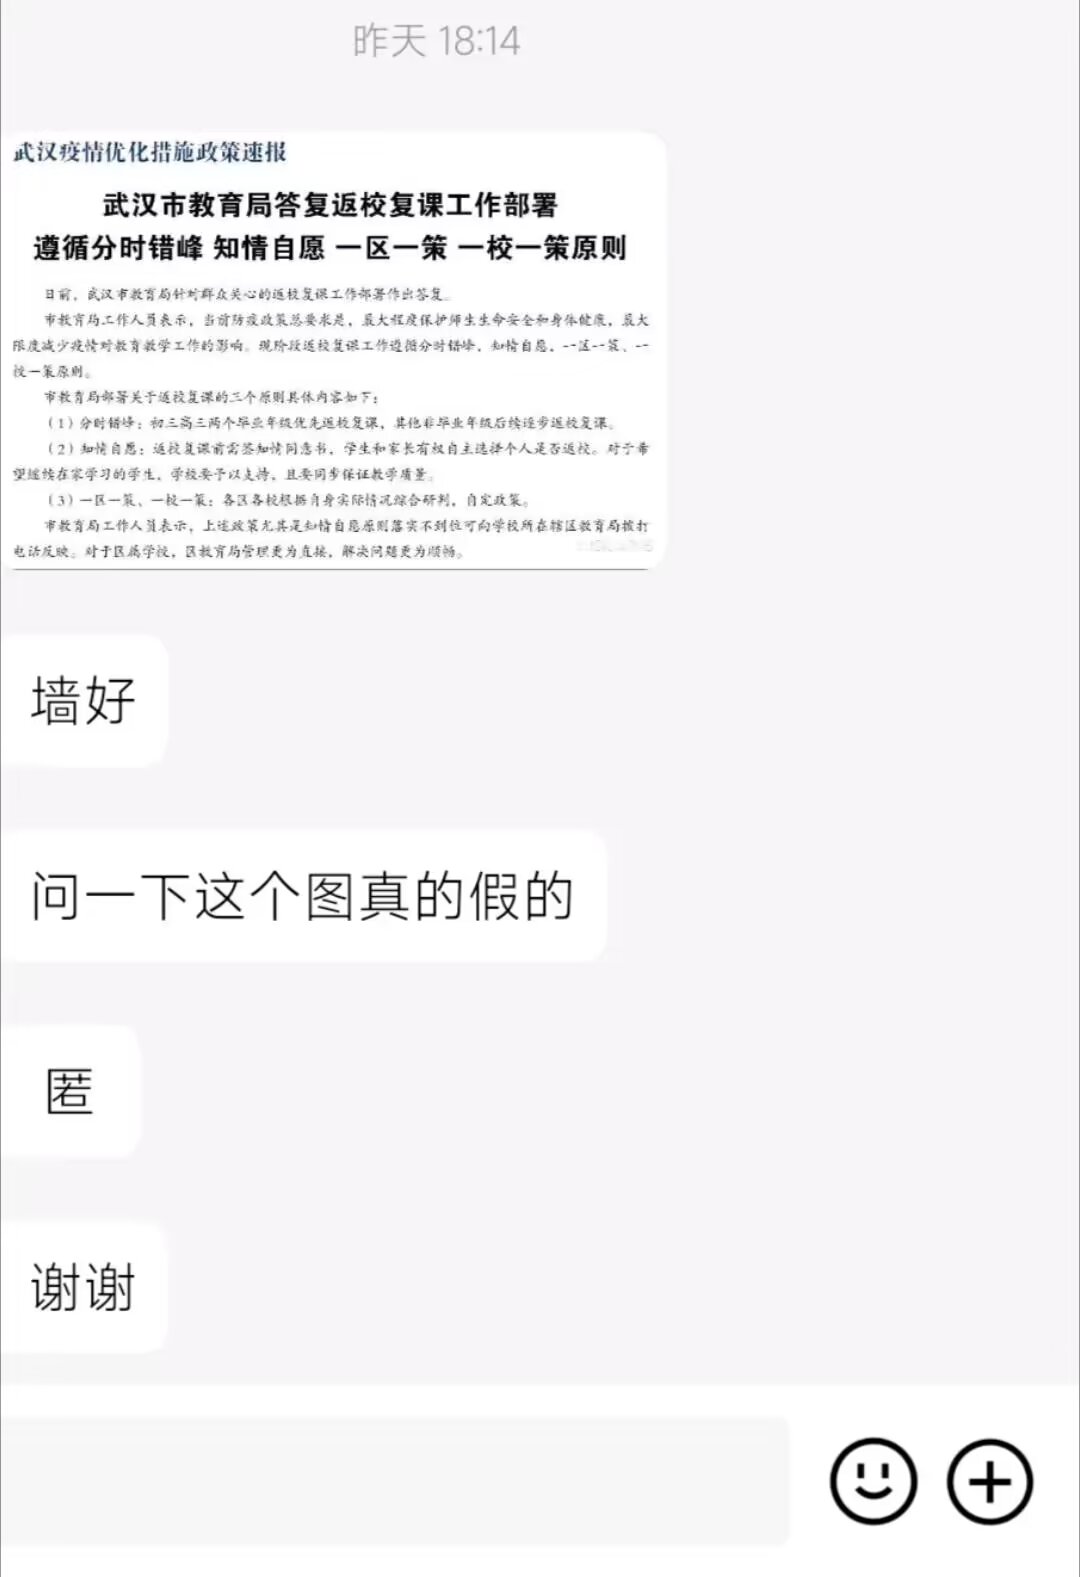 昨天 18:14
武汉疫情优化措施政策速报
武汉市教育局答复返校复课工作部署
遵循分时错峰 知情自愿 一区一策 一校一策原则
日前，武汉市教育局针对群众关心的返校复课工作部署作出答复。
市教育局工作人员表示，当前防疫政策总要求是，最大程度保护师生生命安全和身体健康，最大
限度减少疫情对教育教学工作的影响。现阶段返校复课工作遵循分时错峰、知情自愿、一区一策、一
校一策原则。
市教育局部署关于返校复课的三个原则具体内容如下：
（1）分时错峰：初三高三两个毕业年级优先返校复课，其他非毕业年级后续逐步返校复课。
（2）知情自愿：返校复课前需签知情同意书，学生和家长有权自主选择个人是否返校。对于希
望继续在家学习的学生，学校要予以支持，且要同步保证教学质量。
（3）一区一策、一校一策：各区各校根据自身实际情况综合研判，自定政策。
市教育局工作人员表示，上述政策尤其是知情自愿原则落实不到位可向学校所在辖区教育局拨打
电话反映。对于区属学校，区教育局管理更为直接，解决问题更为顺畅。
墙好
问一下这个图真的假的
匿
谢谢